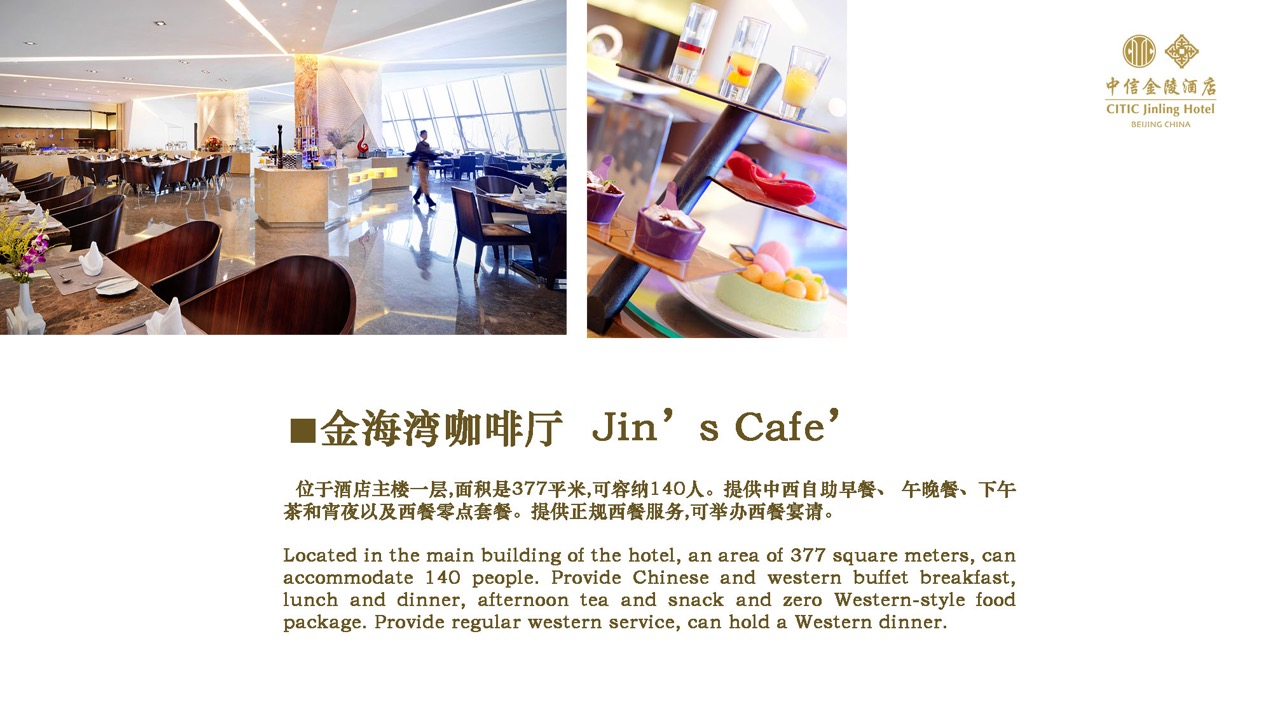 中信金陵酒店
CITIC Jinling Hotel
BEIJING CHINA
■金海湾咖啡厅 Jin’s Cafe’
位于酒店主楼一层,面积是377平米,可容纳140人。提供中西自助早餐、 午晚餐、下午
茶和宵夜以及西餐零点套餐。提供正规西餐服务,可举办西餐宴请。
Located in the main building of the hotel, an area of 377 square meters, can
accommodate 140 people. Provide Chinese and western buffet breakfast,
lunch and dinner, afternoon tea and snack and zero Western-style food
package. Provide regular western service, can hold a Western dinner.